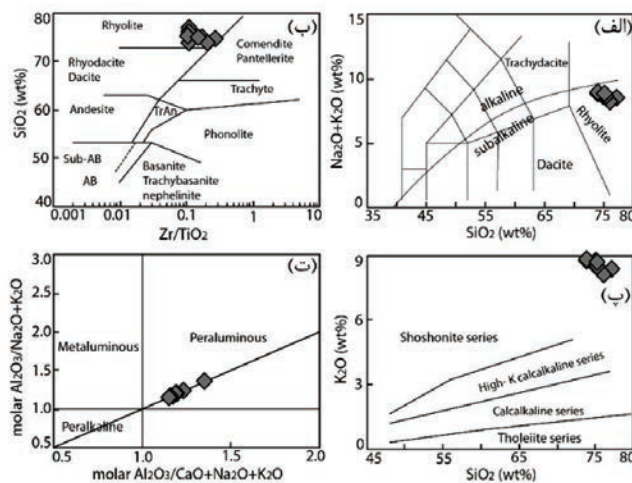 (ب)
SiO2 (wt%)
80
70
60
50
40
Rhyolite
Comendite
Pantellerite
Rhyodacite
Dacite
Trachyte
Andesite
TrAn
Phonolite
Sub-AB
AB
Basanite
Trachybasanite
nephelinite
0.001
0.01
0.1
1
5
Zr/TiO2
(الف)
Na2O+K2O (wt%)
15
10
5
0
Trachydacite
alkaline
subalkaline
Rhyolite
Dacite
35
45
55
65
75
80
SiO2 (wt%)
(ت)
molar Al2O3/Na2O+K2O
3.0
2.5
2.0
1.5
1.0
0.5
Metaluminous
Peraluminous
Peralkaline
0.5
1.0
1.5
2.0
molar Al2O3/CaO+Na2O+K2O
(پ)
K2O (wt%)
9
6
3
0
Shoshonite series
High- K calcalkaline series
Calcalkaline series
Tholeiite series
45
55
65
75
80
SiO2 (wt%)